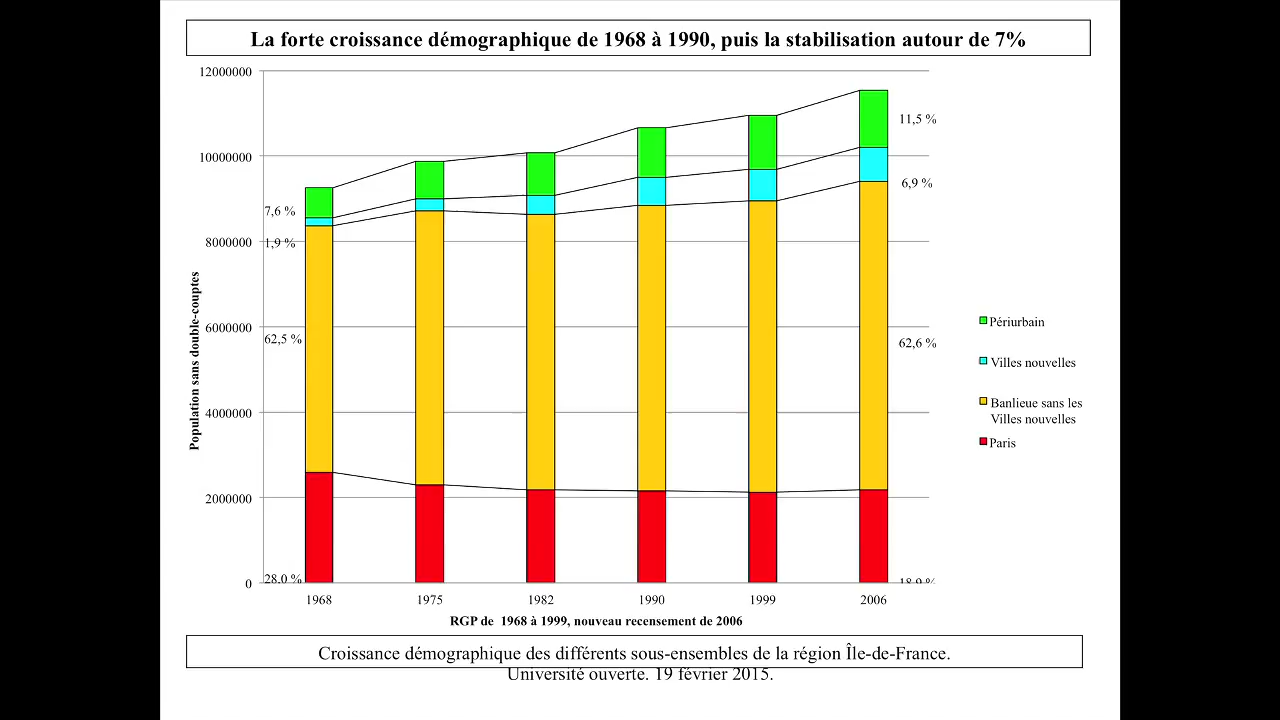 La forte croissance démographique de 1968 à 1990, puis la stabilisation autour de 7%
12000000
10000000
8000000
6000000
4000000
2000000
0
Population sans double-couptes
7,6 %
1,9 %
62,5 %
28,0 %
11,5 %
6,9 %
62,6 %
18,9 %
Périurbain
Villes nouvelles
Banlieue sans les
Villes nouvelles
Paris
1968 1975 1982 1990 1999 2006
RGP de 1968 à 1999, nouveau recensement de 2006
Croissance démographique des différents sous-ensembles de la région Île-de-France.
Université ouverte. 19 février 2015.